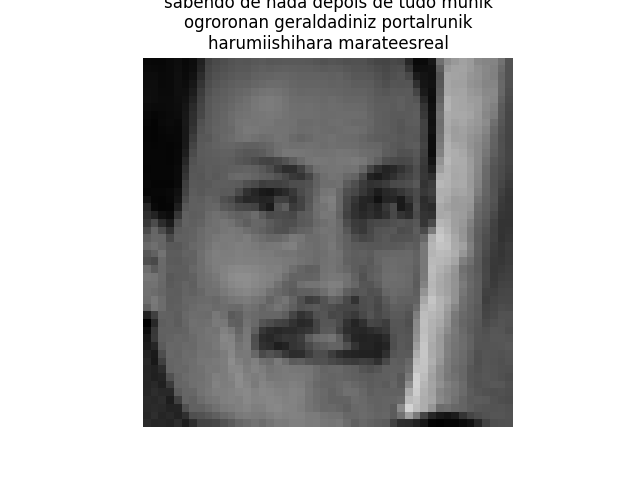 sabendo de nada depois de tudo munik
ogroronan geraldadiniz portalrunik
harumiishihara marateesreal